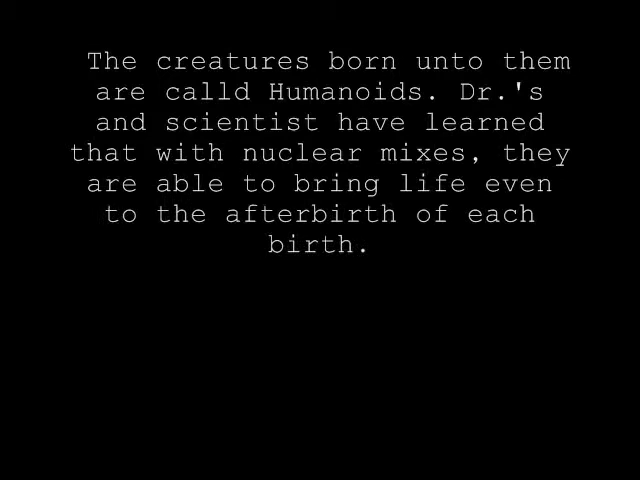 The creatures born unto them
are calld Humanoids. Dr.'s
and scientist have learned
that with nuclear mixes, they
are able to bring life even
to the afterbirth of each
birth.